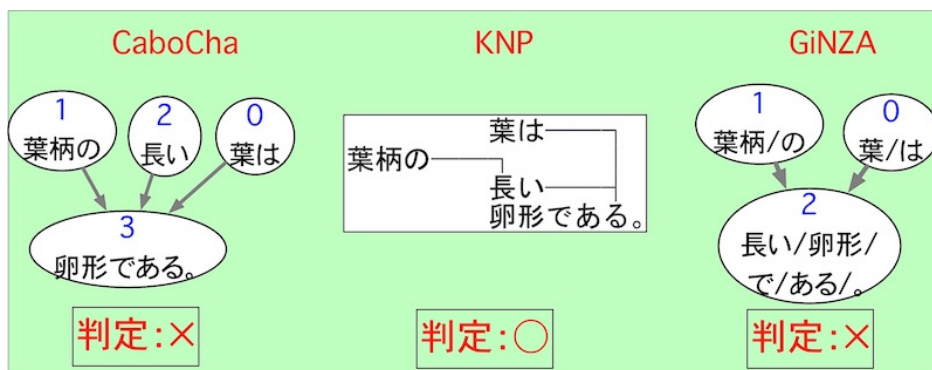 CaboCha
1
葉柄の
2
長い
0
葉は
3
卵形である。
判定:×
KNP
葉は
葉柄の
長い
卵形である。
判定:○
GiNZA
1
葉柄/の
0
葉/は
2
長い/卵形/
で/ある/。
判定:×